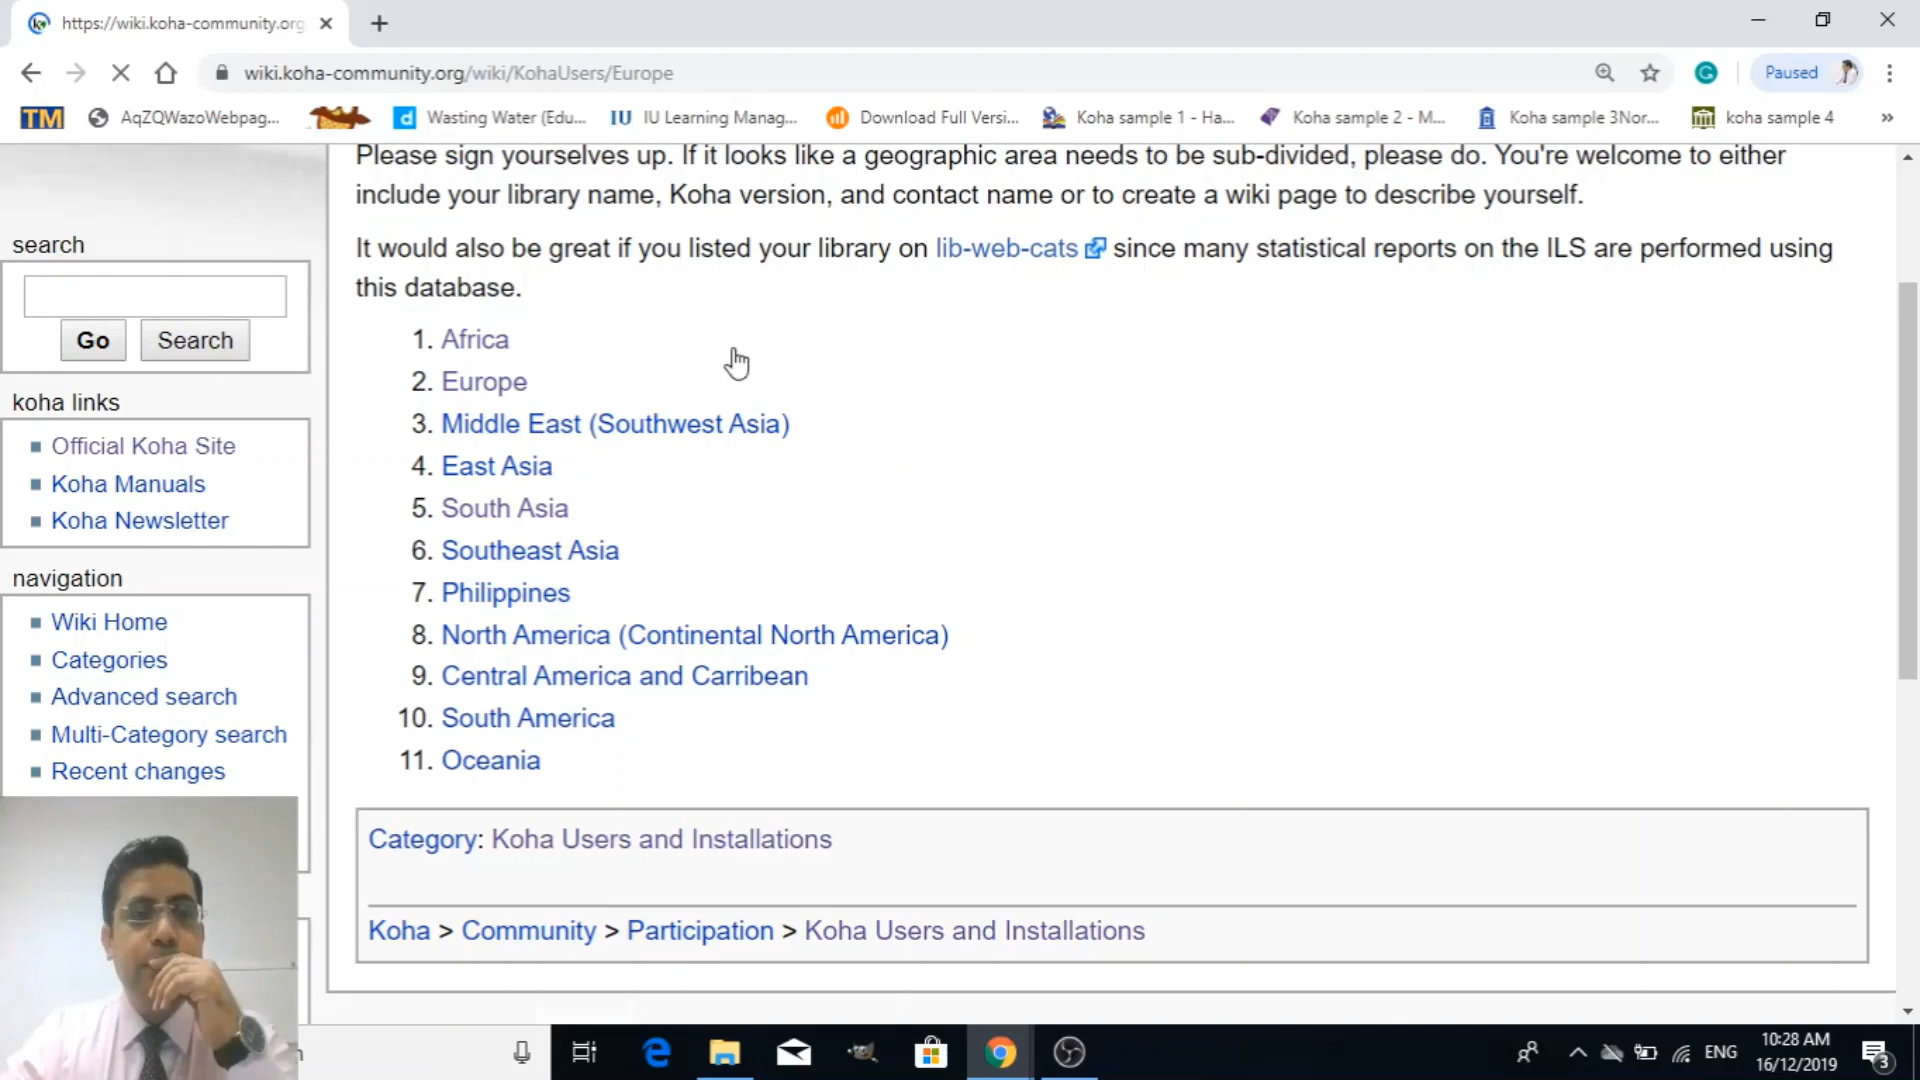 https://wiki.koha-community.org
wiki.koha-community.org/wiki/KohaUsers/Europe
Paused
TM
AqZQWazoWebpag...
Wasting Water (Edu...
IU Learning Manag...
Download Full Versi...
Koha sample 1 - Ha...
Koha sample 2 - M...
Koha sample 3Nor...
koha sample 4
Please sign yourselves up. If it looks like a geographic area needs to be sub-divided, please do. You're welcome to either
include your library name, Koha version, and contact name or to create a wiki page to describe yourself.
It would also be great if you listed your library on lib-web-cats since many statistical reports on the ILS are performed using
this database.
1. Africa
2. Europe
3. Middle East (Southwest Asia)
4. East Asia
5. South Asia
6. Southeast Asia
7. Philippines
8. North America (Continental North America)
9. Central America and Carribean
10. South America
11. Oceania
Category: Koha Users and Installations
Koha > Community > Participation > Koha Users and Installations
search
Go
Search
koha links
Official Koha Site
Koha Manuals
Koha Newsletter
navigation
Wiki Home
Categories
Advanced search
Multi-Category search
Recent changes
ENG
10:28 AM
16/12/2019
3